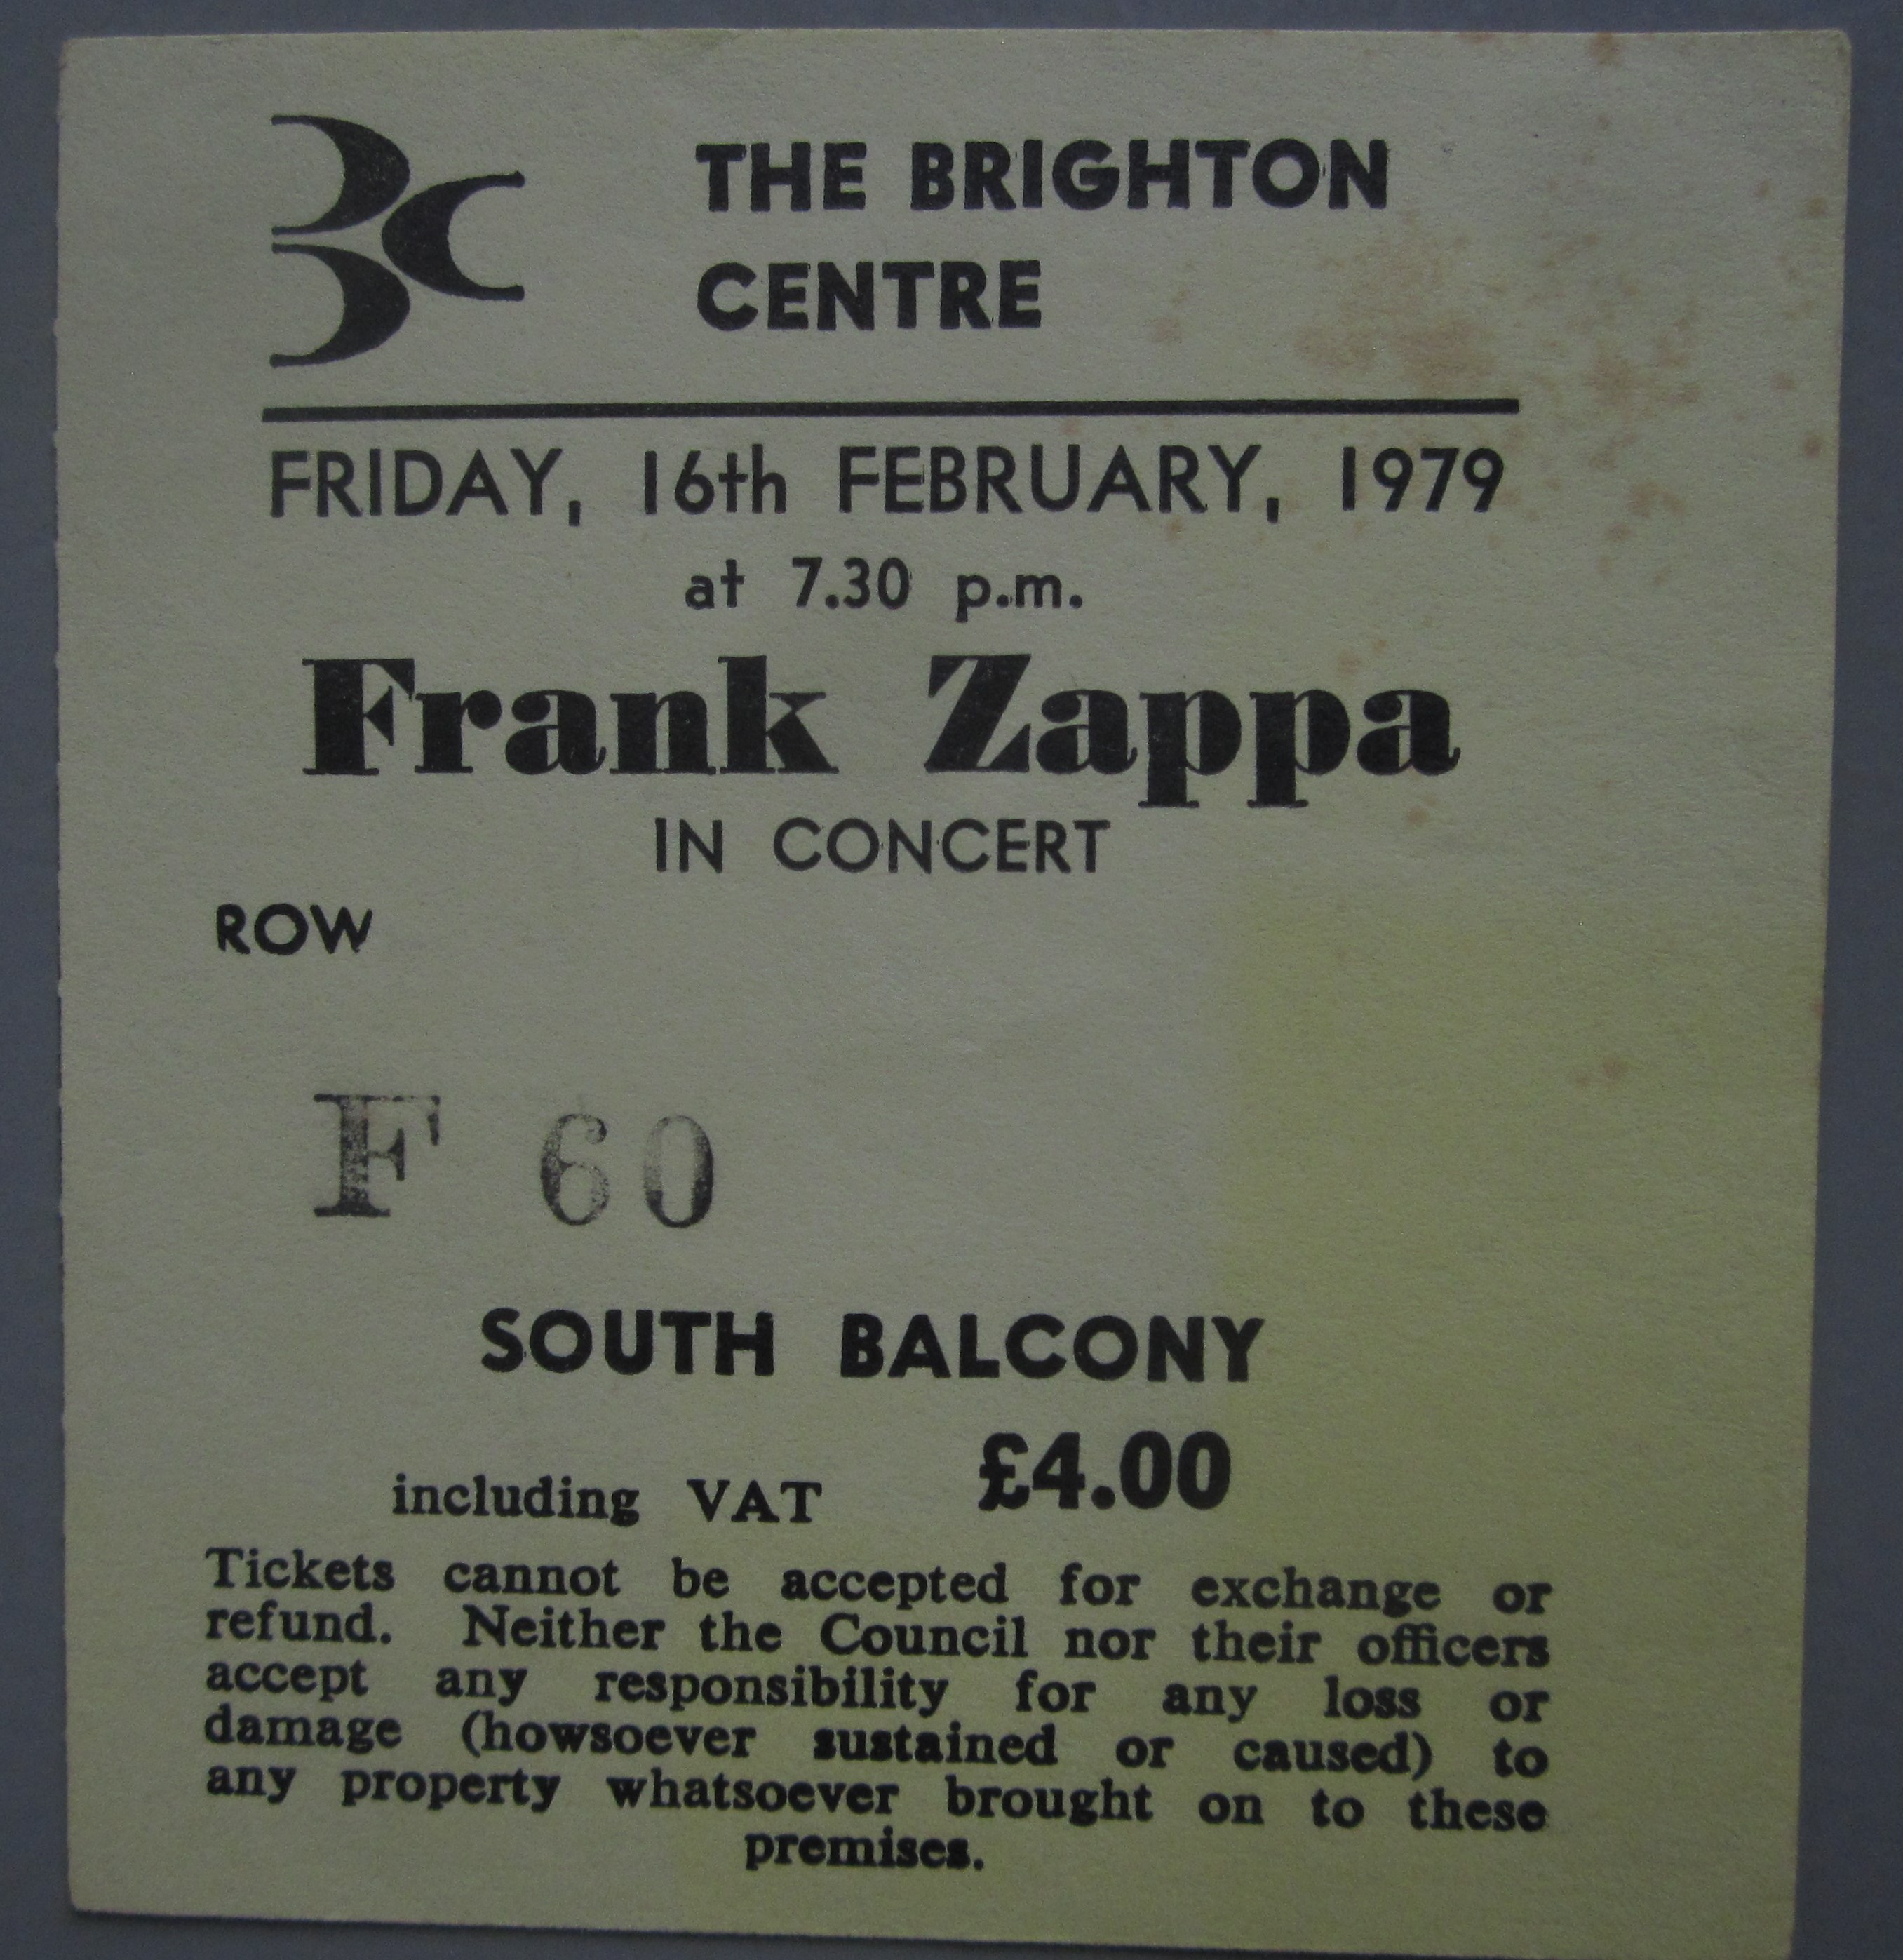 BC
THE BRIGHTON
CENTRE
FRIDAY, 16th FEBRUARY, 1979
at 7.30 p.m.
Frank Zappa
IN CONCERT
ROW
F 60
SOUTH BALCONY
including VAT £4.00
Tickets cannot be accepted for exchange or
refund. Neither the Council nor their officers
accept any responsibility for any loss or
damage (howsoever sustained or caused) to
any property whatsoever brought on to these
premises.